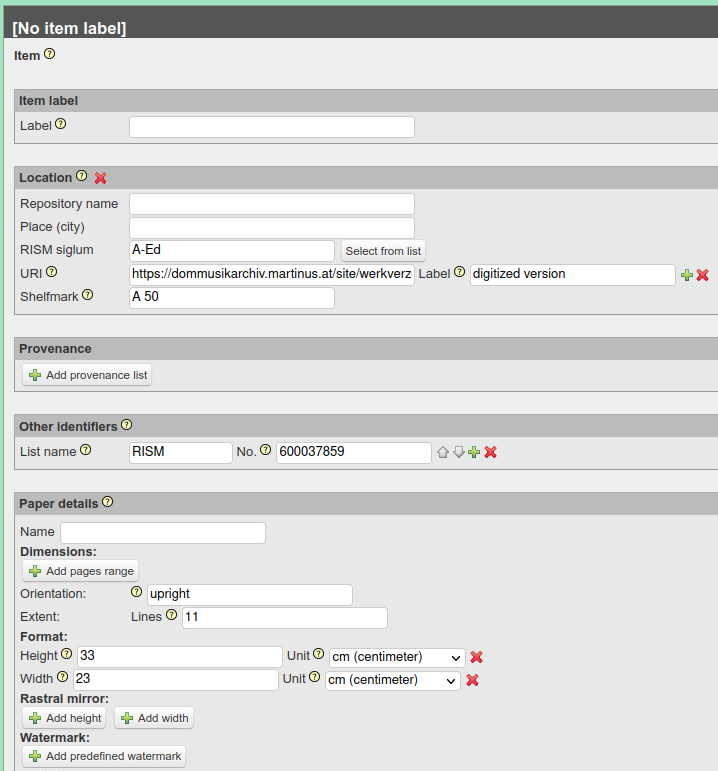 [No item label]
Item ?
Item label
Label ?
Location ?
Repository name
Place (city)
RISM siglum A-Ed Select from list
URI ? https://dommusikarchiv.martinus.at/site/werkverz Label ? digitized version
Shelfmark ? A 50
Provenance
Add provenance list
Other identifiers ?
List name ? RISM No. ? 600037859
Paper details ?
Name
Dimensions:
Add pages range
Orientation: ? upright
Extent: Lines ? 11
Format:
Height ? 33 Unit ? cm (centimeter)
Width ? 23 Unit ? cm (centimeter)
Rastral mirror:
Add height Add width
Watermark:
Add predefined watermark